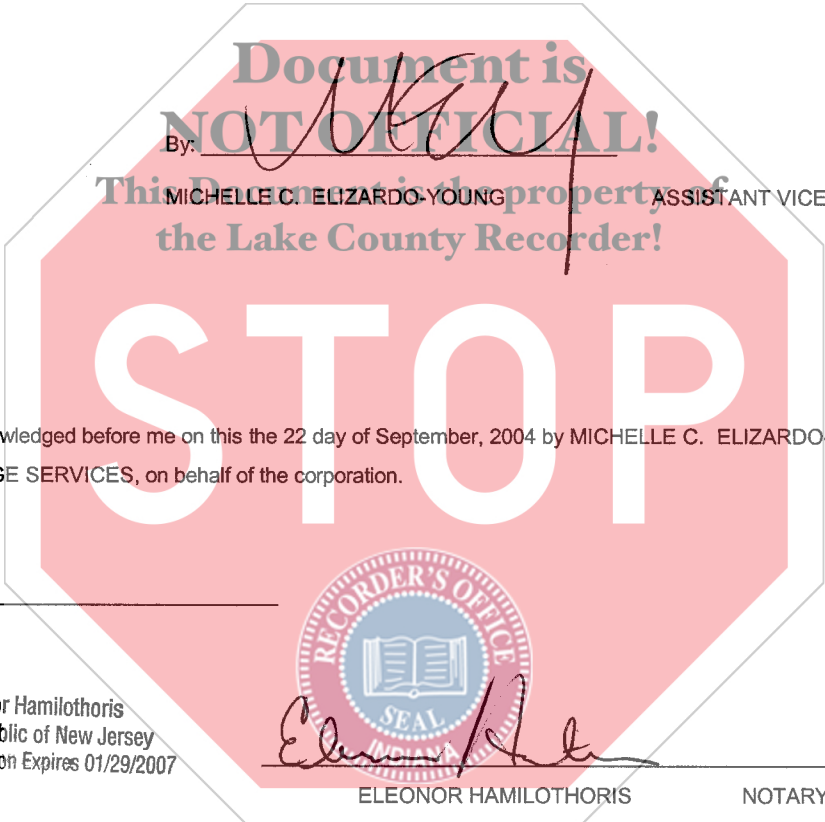 Document is
NOT OFFICIAL!
By:
This Document is the property of
MICHELLE C. ELIZARDO-YOUNG ASSISTANT VICE
the Lake County Recorder!
STOP
wledged before me on this the 22 day of September, 2004 by MICHELLE C. ELIZARDO-
GE SERVICES, on behalf of the corporation.
RECORDER'S OFFICE
SEAL
INDIANA
r Hamilothoris
blic of New Jersey
on Expires 01/29/2007
ELEONOR HAMILOTHORIS NOTARY